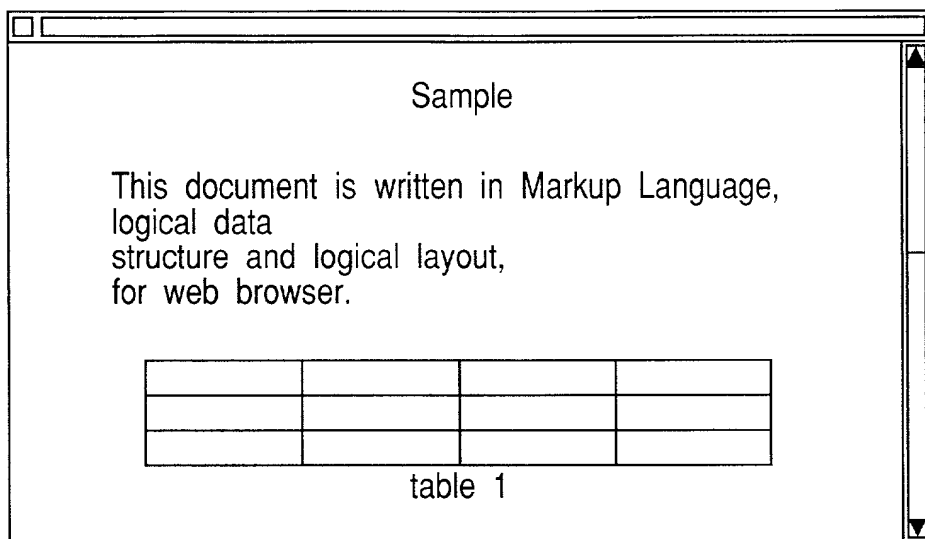 Sample
This document is written in Markup Language,
logical data
structure and logical layout,
for web browser.
table 1